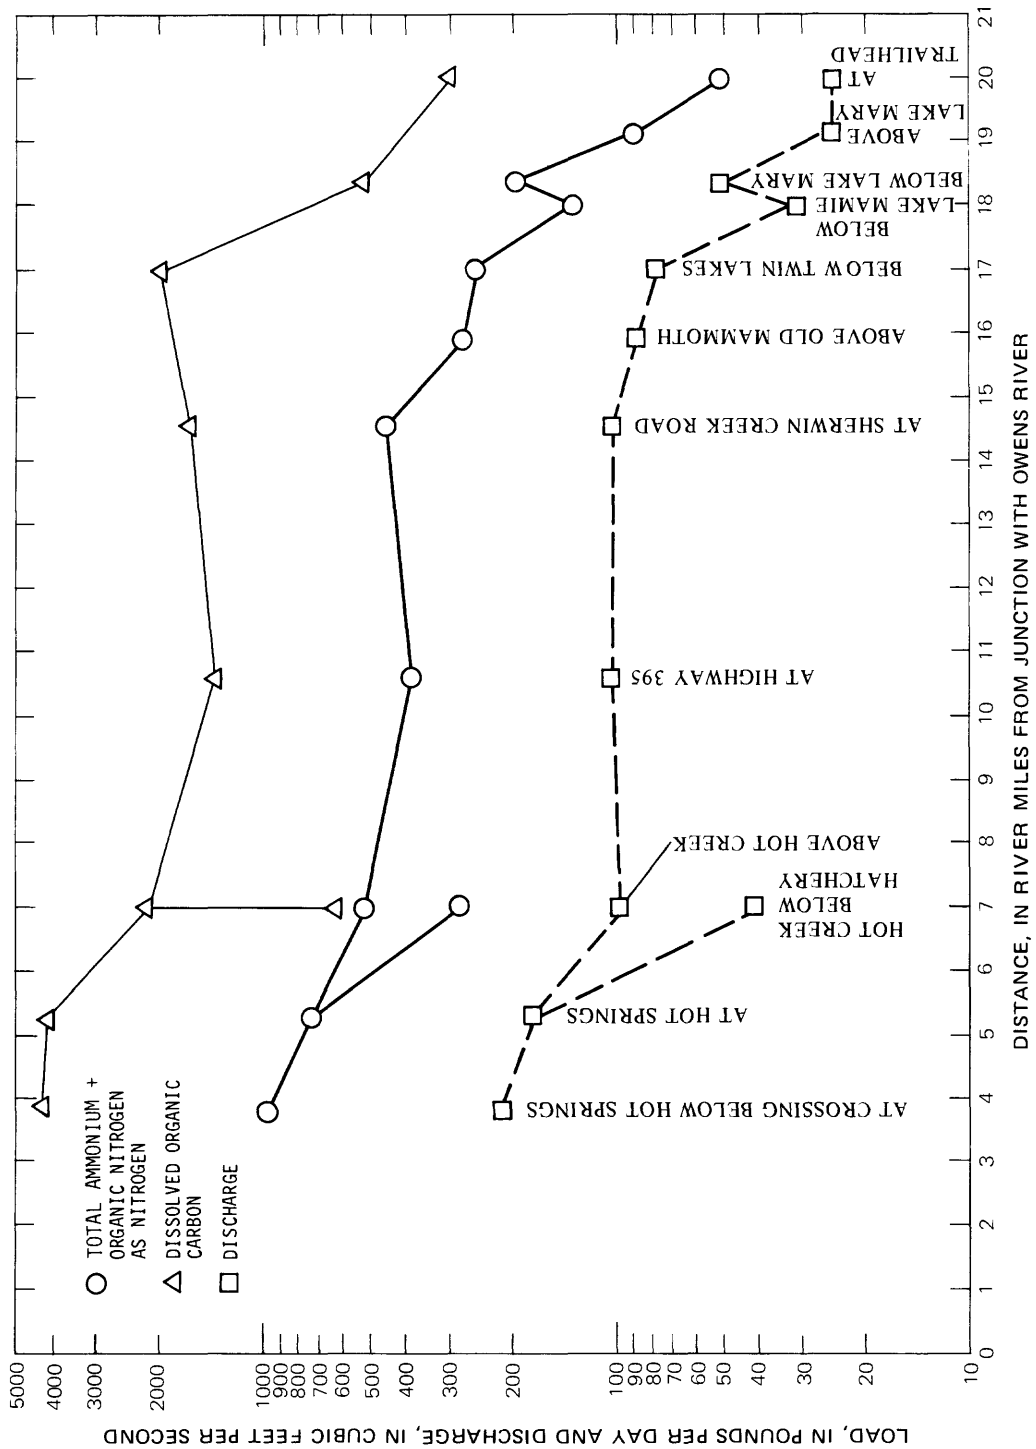 TOTAL AMMONIUM +
ORGANIC NITROGEN
AS NITROGEN
DISSOLVED ORGANIC
CARBON
DISCHARGE
LOAD, IN POUNDS PER DAY AND DISCHARGE, IN CUBIC FEET PER SECOND
5000
4000
3000
2000
1000
900
800
700
600
500
400
300
200
100
90
80
70
60
50
40
30
20
10
AT CROSSING BELOW HOT SPRINGS
AT HOT SPRINGS
HOT CREEK
BELOW
HATCHERY
ABOVE HOT CREEK
AT HIGHWAY 395
AT SHERWIN CREEK ROAD
ABOVE OLD MAMMOTH
BELOW TWIN LAKES
BELOW
LAKE MAMIE
BELOW LAKE MARY
ABOVE
LAKE MARY
AT
TRAILHEAD
0 1 2 3 4 5 6 7 8 9 10 11 12 13 14 15 16 17 18 19 20 21
DISTANCE, IN RIVER MILES FROM JUNCTION WITH OWENS RIVER